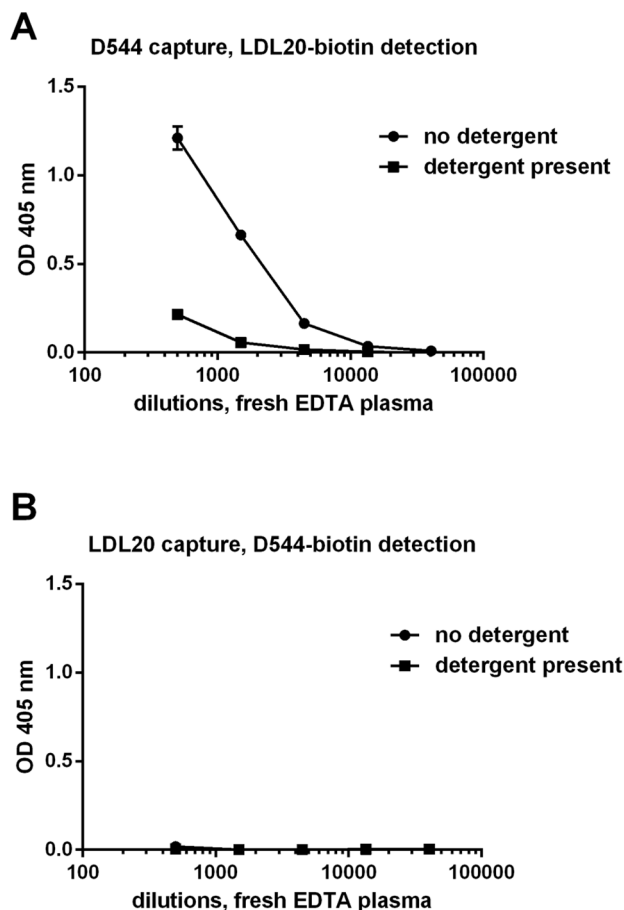 A
D544 capture, LDL20-biotin detection
1.5
1.0
0.5
0.0
OD 405 nm
no detergent
detergent present
100 1000 10000 100000
dilutions, fresh EDTA plasma
B
LDL20 capture, D544-biotin detection
1.5
1.0
0.5
0.0
OD 405 nm
no detergent
detergent present
100 1000 10000 100000
dilutions, fresh EDTA plasma